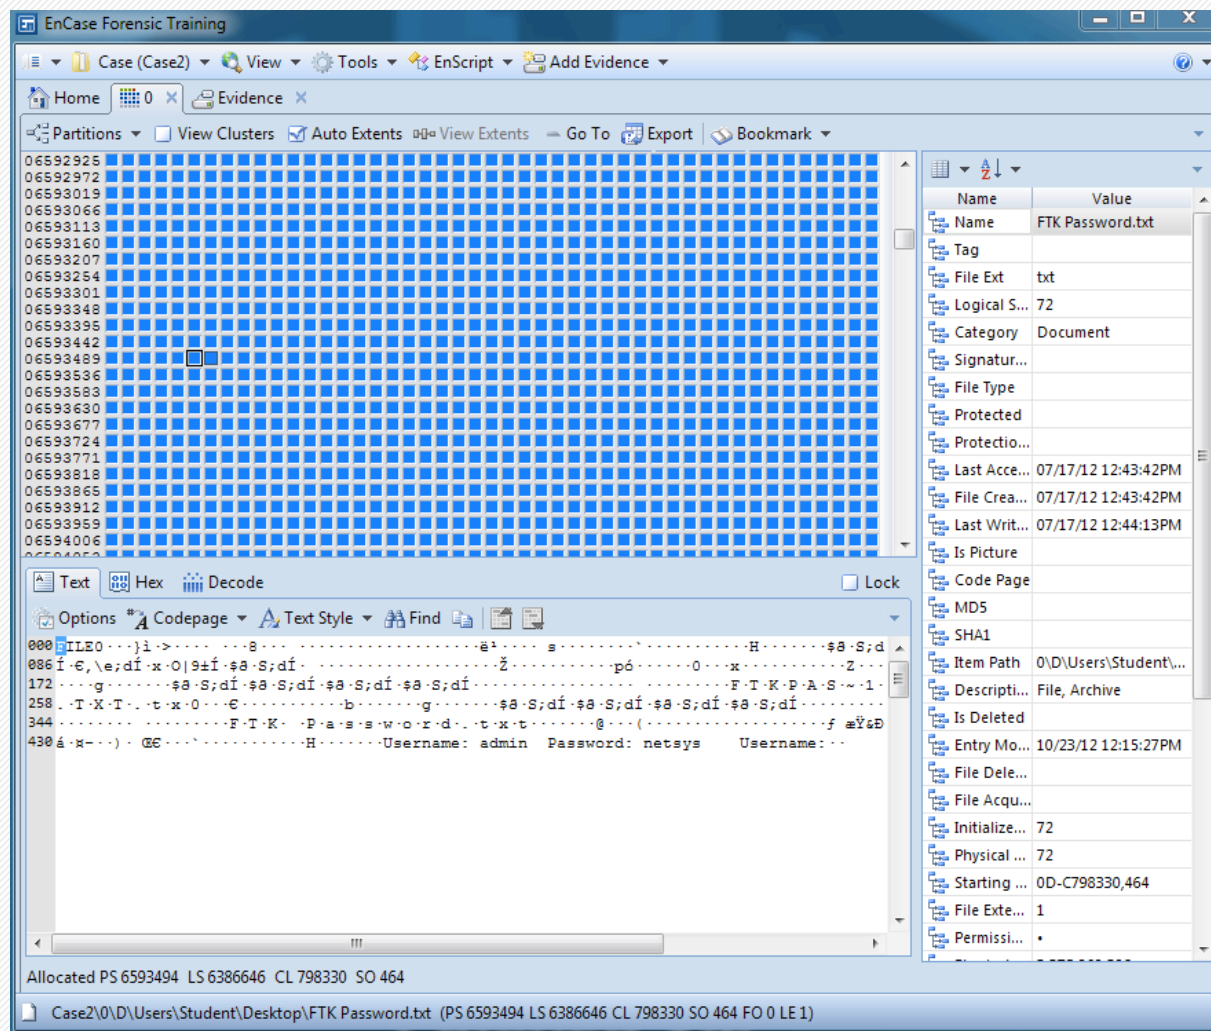 EnCase Forensic Training
Case (Case2) View Tools EnScript Add Evidence
Home 0 Evidence
Partitions View Clusters Auto Extents View Extents Go To Export Bookmark
06592925
06592972
06593019
06593066
06593113
06593160
06593207
06593254
06593301
06593348
06593395
06593442
06593489
06593536
06593583
06593630
06593677
06593724
06593771
06593818
06593865
06593912
06593959
06594006
Name Value
Name FTK Password.txt
Tag
File Ext txt
Logical S... 72
Category Document
Signatur...
File Type
Protected
Protectio...
Last Acce... 07/17/12 12:43:42PM
File Crea... 07/17/12 12:43:42PM
Last Writ... 07/17/12 12:44:13PM
Is Picture
Code Page
MD5
SHA1
Item Path 0\D\Users\Student\...
Descripti... File, Archive
Is Deleted
Entry Mo... 10/23/12 12:15:27PM
File Dele...
File Acqu...
Initialize... 72
Physical ... 72
Starting ... 0D-C798330,464
File Exte... 1
Permissi... •
Text Hex Decode Lock
Options Codepage Text Style Find
000 FILE0
086
172
258 .·T·X·T·.·t·x·0
344 F·T·K· ·P·a·s·s·w·o·r·d·.·t·x·t
430 Username: admin Password: netsys Username:
Allocated PS 6593494 LS 6386646 CL 798330 SO 464
Case2\0\D\Users\Student\Desktop\FTK Password.txt (PS 6593494 LS 6386646 CL 798330 SO 464 FO 0 LE 1)